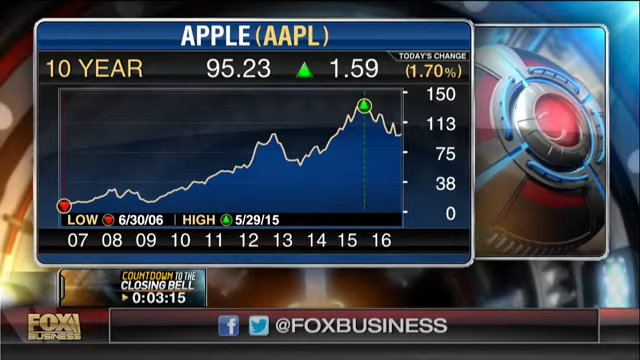 APPLE (AAPL)
10 YEAR 95.23 1.59 TODAY'S CHANGE (1.70%)
150
113
75
38
0
LOW 6/30/06 | HIGH 5/29/15
07 08 09 10 11 12 13 14 15 16
COUNTDOWN TO THE
CLOSING BELL
0:03:15
FOX
BUSINESS
@FOXBUSINESS